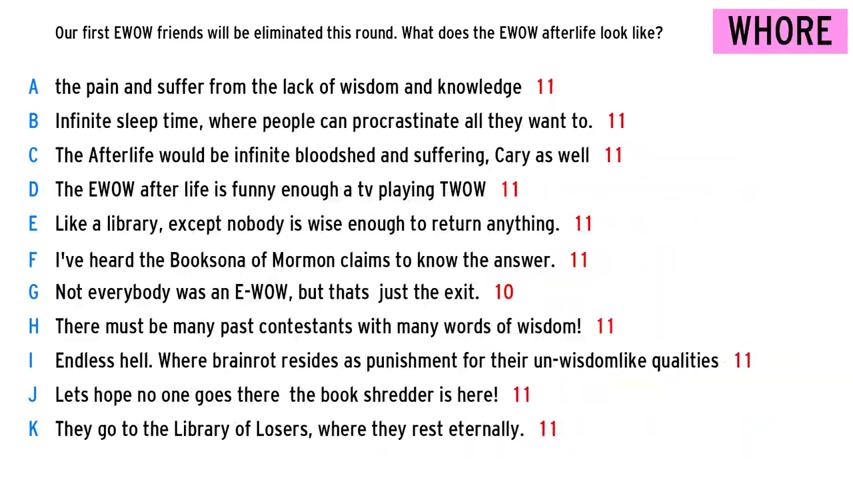 Our first EWOW friends will be eliminated this round. What does the EWOW afterlife look like?
WHORE
A the pain and suffer from the lack of wisdom and knowledge 11
B Infinite sleep time, where people can procrastinate all they want to. 11
C The Afterlife would be infinite bloodshed and suffering, Cary as well 11
D The EWOW after life is funny enough a tv playing TWOW 11
E Like a library, except nobody is wise enough to return anything. 11
F I've heard the Booksona of Mormon claims to know the answer. 11
G Not everybody was an E-WOW, but thats  just the exit. 10
H There must be many past contestants with many words of wisdom! 11
I Endless hell. Where brainrot resides as punishment for their un-wisdomlike qualities 11
J Lets hope no one goes there  the book shredder is here! 11
K They go to the Library of Losers, where they rest eternally. 11